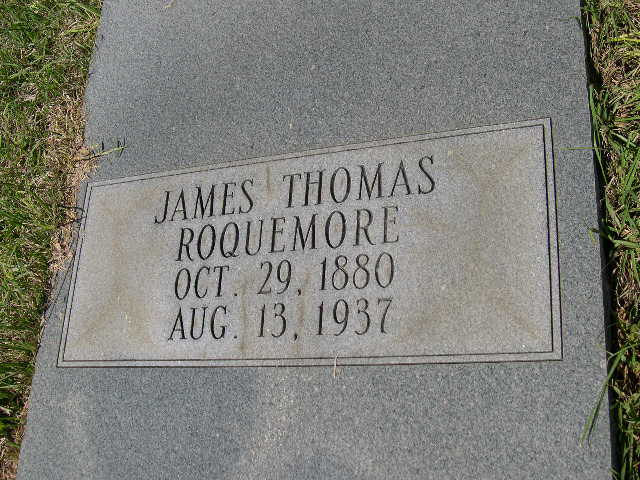 JAMES THOMAS
ROQUEMORE
OCT. 29, 1880
AUG. 13, 1937